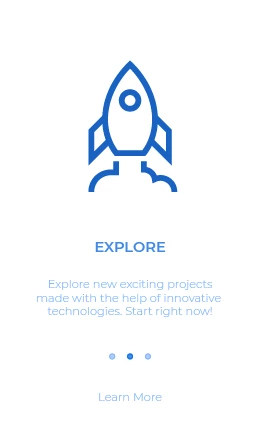 EXPLORE
Explore new exciting projects
made with the help of innovative
technologies. Start right now!
Learn More